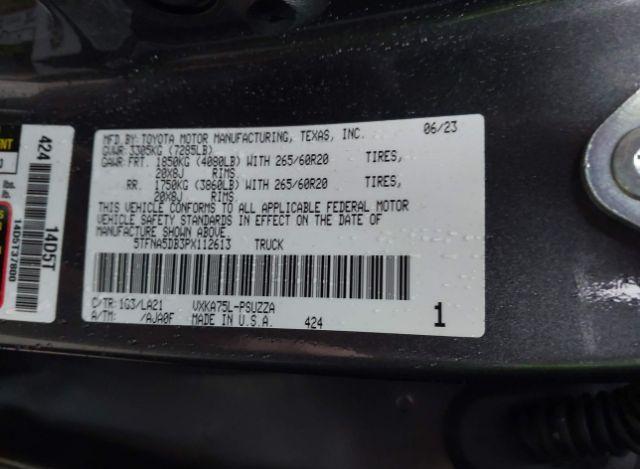 MFD.BY:TOYOTA MOTOR MANUFACTURING, TEXAS, INC. 06/23
GVWR 3305KG (7285LB)
GAWR FRT. 1850KG (4080LB) WITH 265/60R20 TIRES,
20X8J RIMS
RR. 1750KG (3860LB) WITH 265/60R20 TIRES,
20X8J RIMS
THIS VEHICLE CONFORMS TO ALL APPLICABLE FEDERAL MOTOR
VEHICLE SAFETY STANDARDS IN EFFECT ON THE DATE OF
MANUFACTURE SHOWN ABOVE.
5TFNA5DB3PX112613 TRUCK
C/TR:1G3/LA21 VXKA75L-PSUZZA
A/TM: /AJA0F MADE IN U.S.A. 424 1
424
14D5T
lbs.